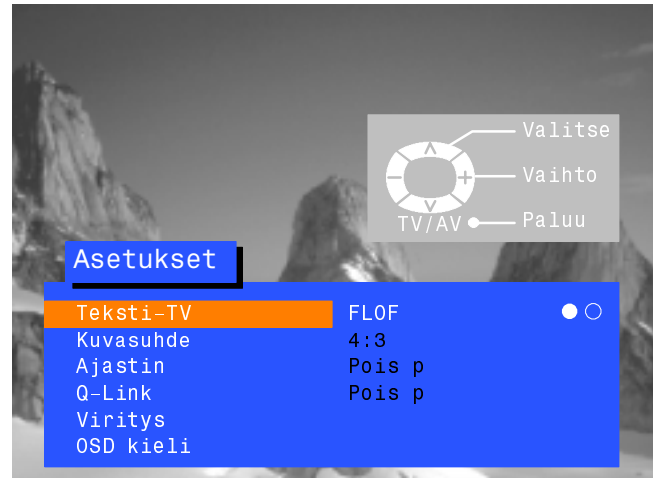 Valitse
Vaihto
TV/AV Paluu
Asetukset
Teksti-TV FLOF
Kuvasuhde 4:3
Ajastin Pois p
Q-Link Pois p
Viritys
OSD kieli